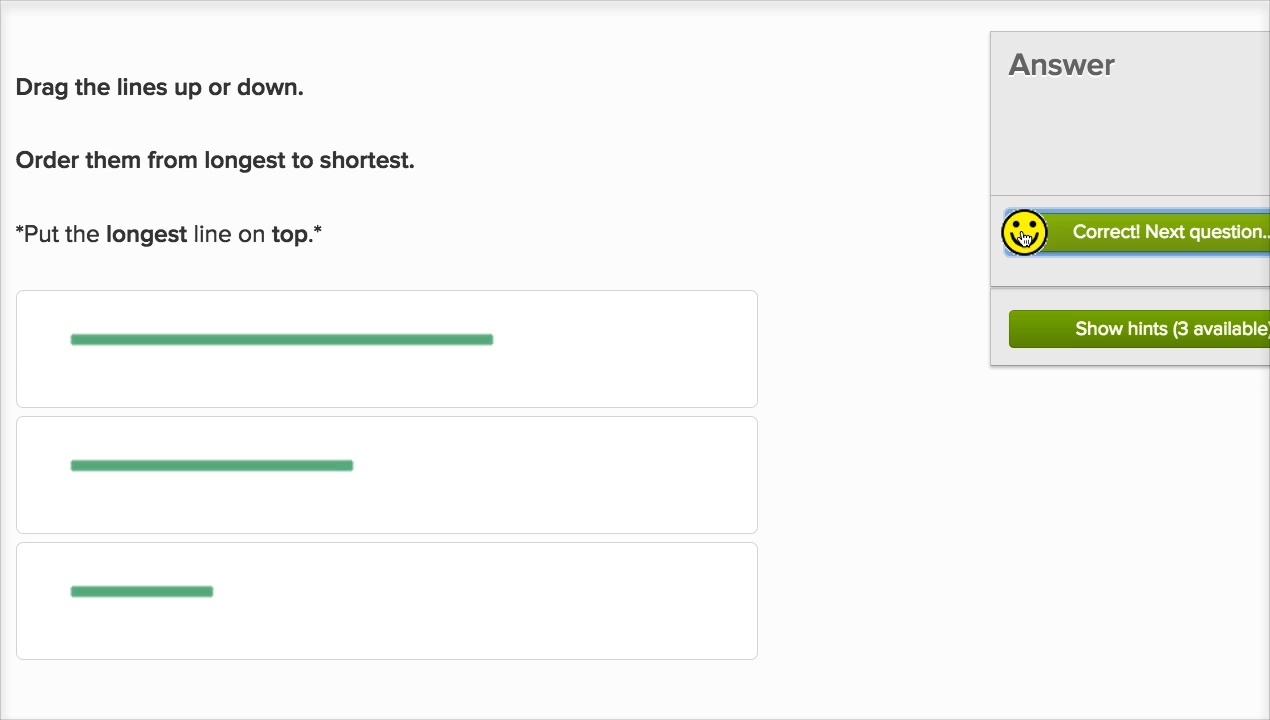 Drag the lines up or down.
Order them from longest to shortest.
*Put the longest line on top.*
Answer
Correct! Next question...
Show hints (3 available)